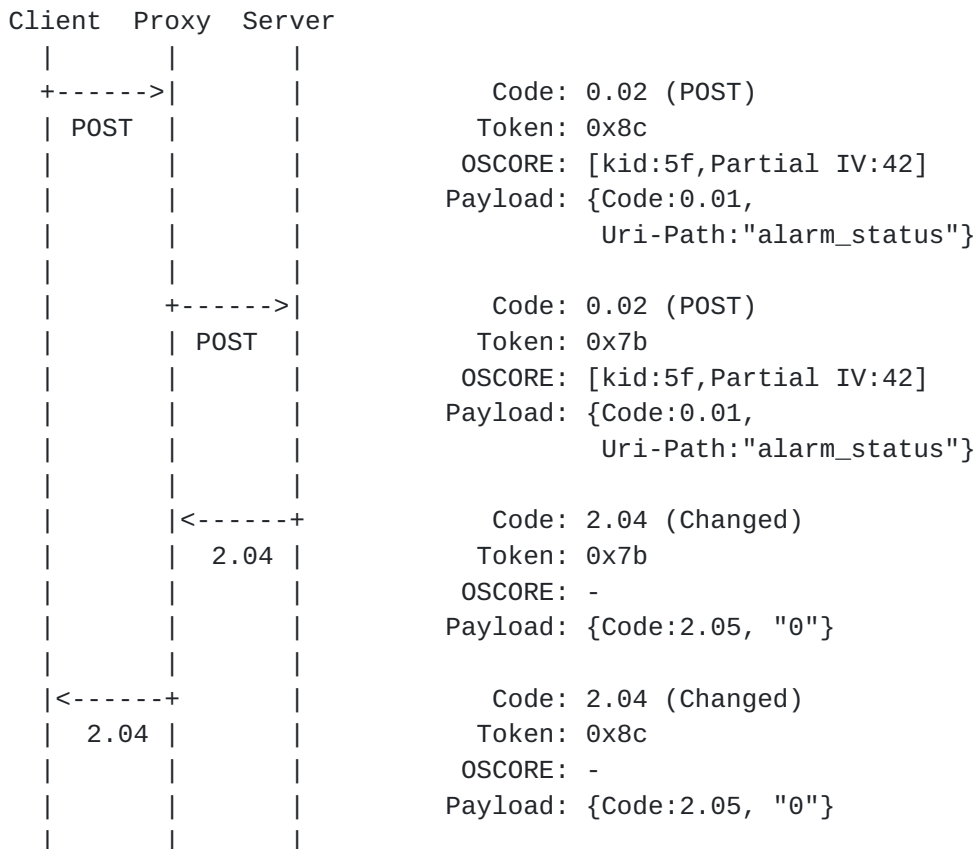 Client  Proxy  Server
  |       |       |
  +------>|       |            Code: 0.02 (POST)
  | POST  |       |           Token: 0x8c
  |       |       |          OSCORE: [kid:5f,Partial IV:42]
  |       |       |         Payload: {Code:0.01,
  |       |       |                   Uri-Path:"alarm_status"}
  |       |       |
  |       +------>|            Code: 0.02 (POST)
  |       | POST  |           Token: 0x7b
  |       |       |          OSCORE: [kid:5f,Partial IV:42]
  |       |       |         Payload: {Code:0.01,
  |       |       |                   Uri-Path:"alarm_status"}
  |       |       |
  |       |<------+            Code: 2.04 (Changed)
  |       |  2.04 |           Token: 0x7b
  |       |       |          OSCORE: -
  |       |       |         Payload: {Code:2.05, "0"}
  |       |       |
  |<------+       |            Code: 2.04 (Changed)
  |  2.04 |       |           Token: 0x8c
  |       |       |          OSCORE: -
  |       |       |         Payload: {Code:2.05, "0"}
  |       |       |